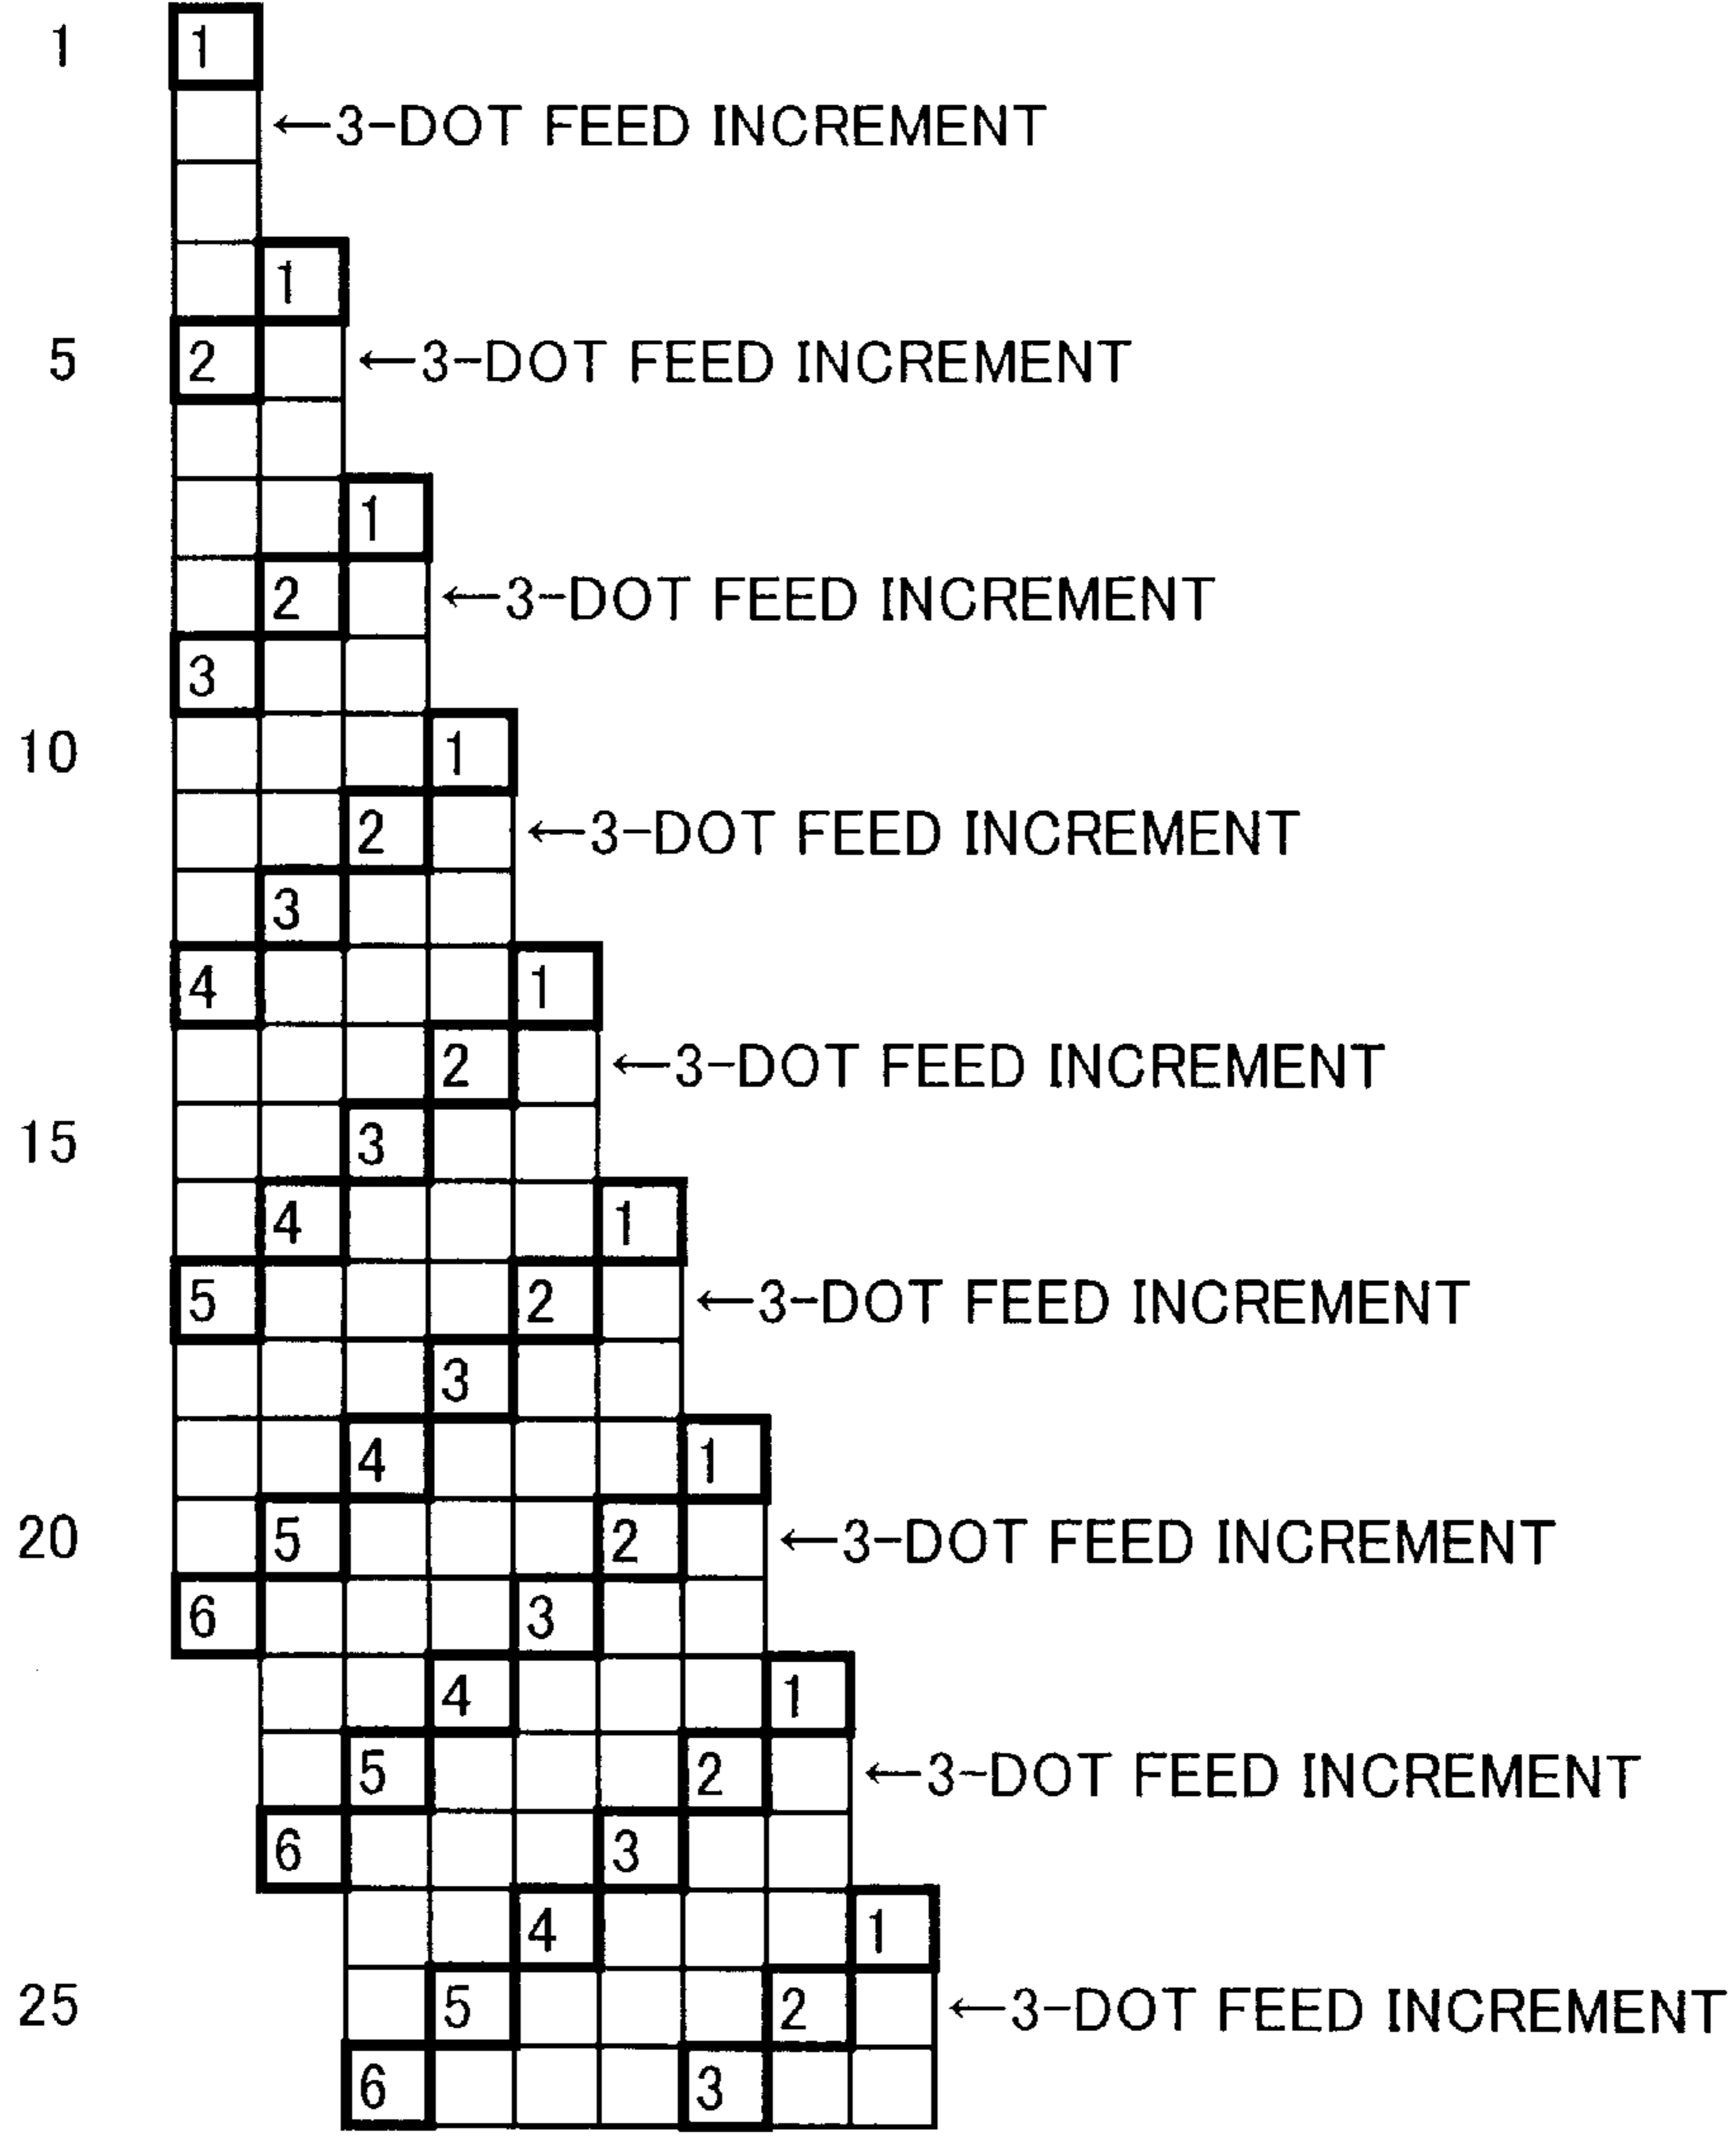 1 1
←3-DOT FEED INCREMENT
1
5 2 ←3-DOT FEED INCREMENT
1
2 ←3-DOT FEED INCREMENT
3
10 1
2 ←3-DOT FEED INCREMENT
3
4 1
2 ←3-DOT FEED INCREMENT
15 3
4 1
5 2 ←3-DOT FEED INCREMENT
3
4 1
20 5 2 ←3-DOT FEED INCREMENT
6 3
4 1
5 2 ←3-DOT FEED INCREMENT
6 3
4 1
25 5 2 ←3-DOT FEED INCREMENT
6 3